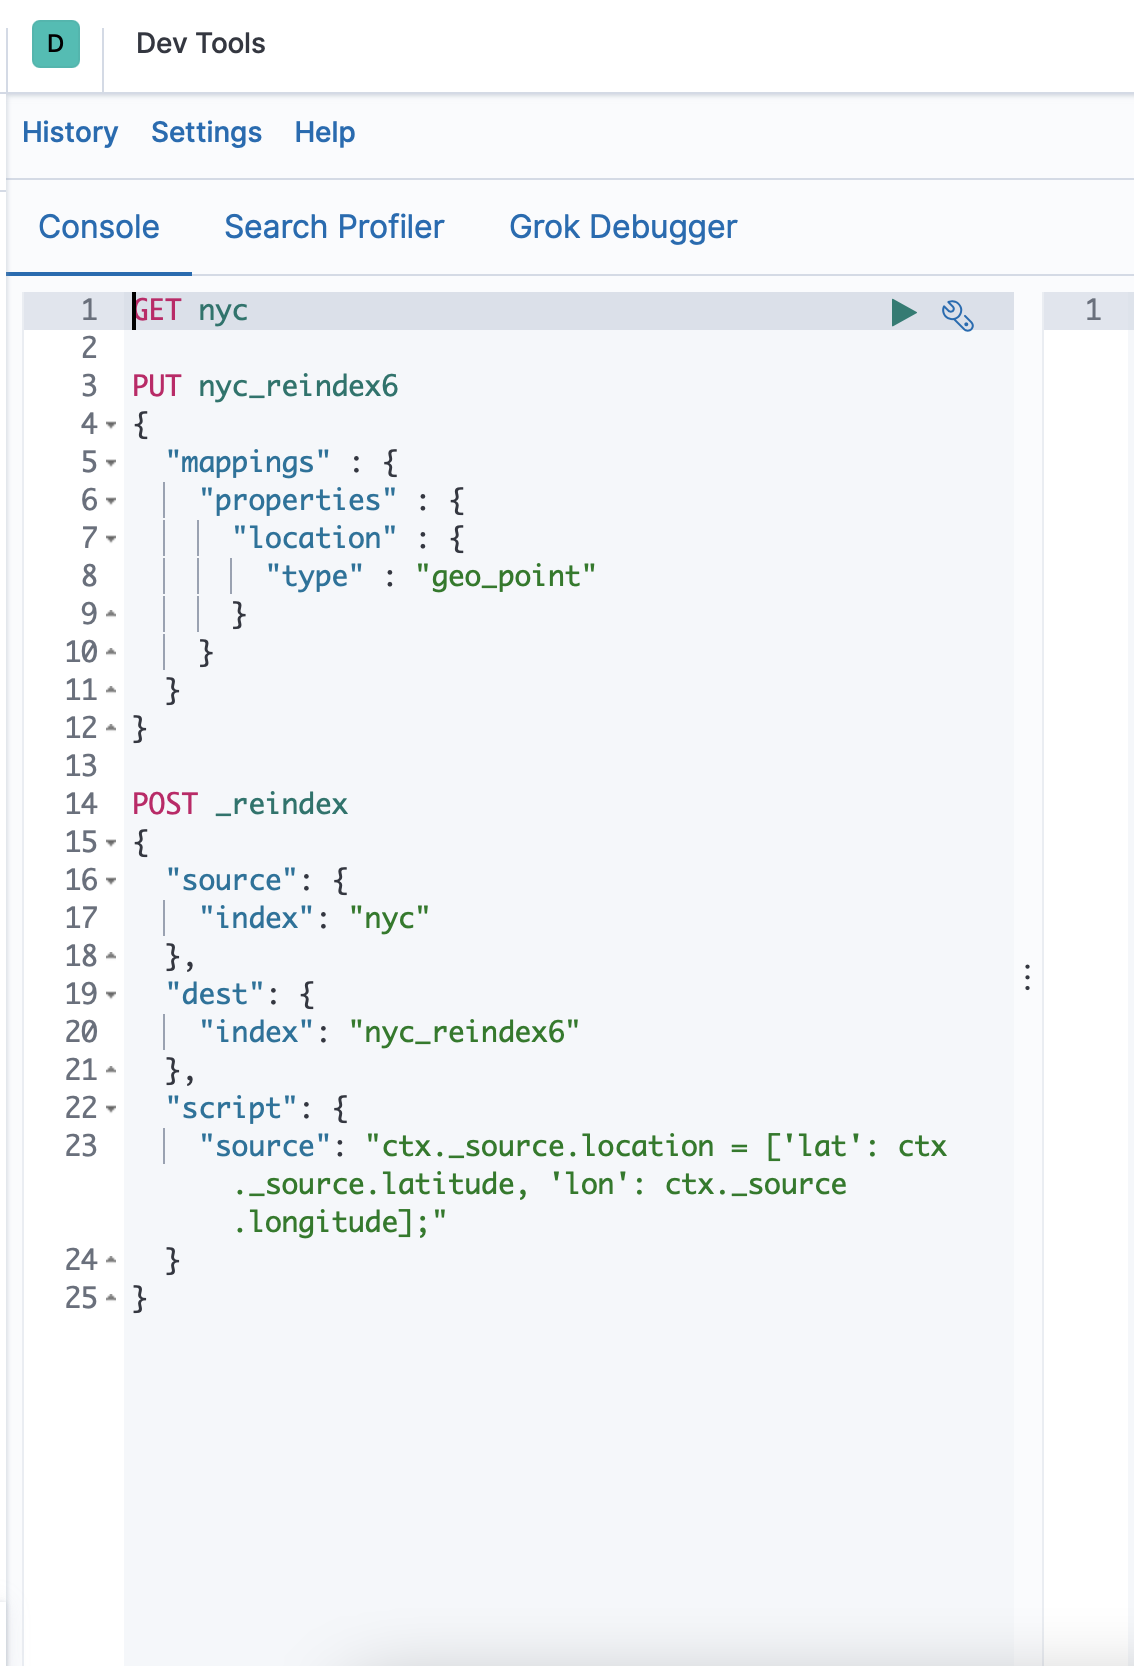 D Dev Tools
History Settings Help
Console Search Profiler Grok Debugger
1 GET nyc 1
2
3 PUT nyc_reindex6
4 {
5 "mappings" : {
6 "properties" : {
7 "location" : {
8 "type" : "geo_point"
9 }
10 }
11 }
12 }
13
14 POST _reindex
15 {
16 "source": {
17 "index": "nyc"
18 },
19 "dest": {
20 "index": "nyc_reindex6"
21 },
22 "script": {
23 "source": "ctx._source.location = ['lat': ctx
._source.latitude, 'lon': ctx._source
.longitude];"
24 }
25 }